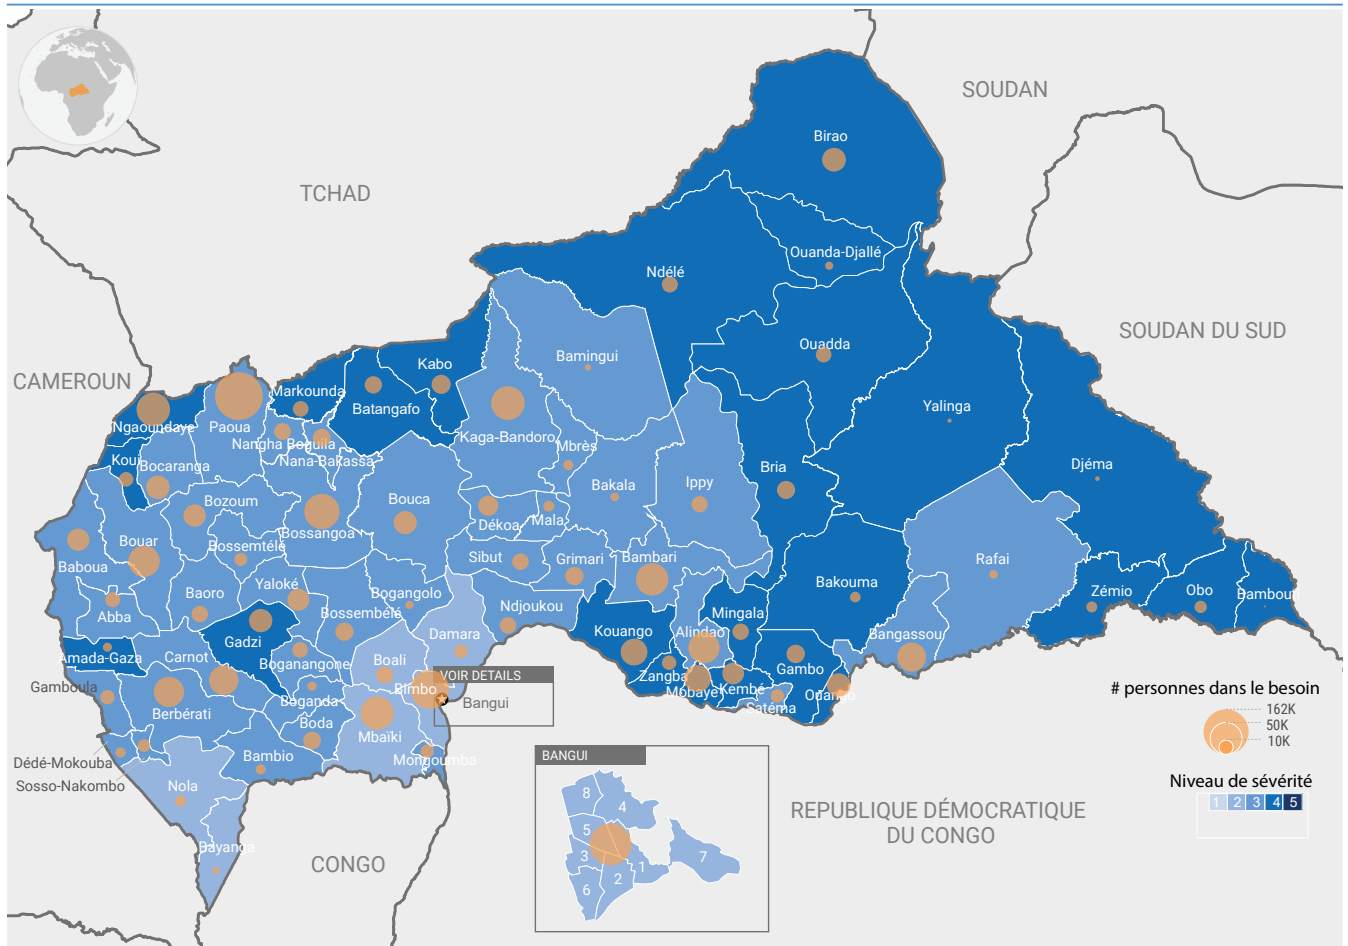 SOUDAN
Birao
TCHAD
Ouanda-Djallé
Ndélé
SOUDAN DU SUD
Ouadda
Kabo
Bamingui
CAMEROUN
Markounda
Batangafo
Yalinga
Ngaoundaye
Paoua
Kaga-Bandoro
Nangha Boguila
Mbrès
Nana-Bakassa
Koui
Bocaranga
Bria
Djéma
Ippy
Bakala
Bozoum
Bouca
Dékoa
Mala
Bossangoa
Bouar
Bossemtélé
Sibut
Grimari
Bambari
Rafai
Baboua
Yaloké
Bakouma
Zémio
Obo
Bambouti
Baoro
Bogangolo
Abba
Bossembélé
Ndjoukou
Mingala
Damara
Kouango
Alindao
Bangassou
Gadzi
Amada-Gaza
Carnot
Boganangone
Boali
Gambo
VOIR DETAILS
Zangba
Gamboula
Bimbo
Mobaye
Kembé
Ouango
Boganda
Bangui
Satéma
Berbérati
Boda
Mbaïki
# personnes dans le besoin
162K
50K
10K
Dédé-Mokouba
Bambio
Mongoumba
BANGUI
Sosso-Nakombo
Nola
Niveau de sévérité
1 2 3 4 5
8
4
5
3
1
7
2
6
REPUBLIQUE DÉMOCRATIQUE
DU CONGO
Bayanga
CONGO